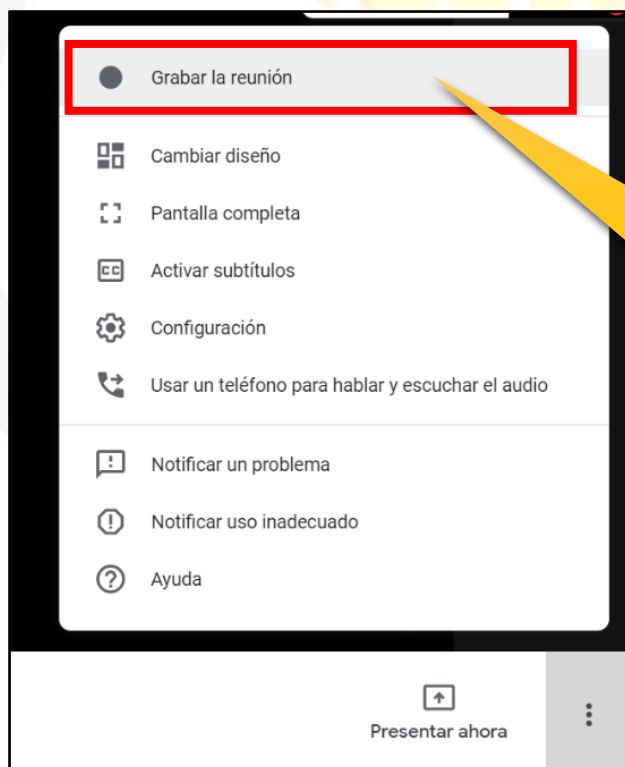 Grabar la reunión
Cambiar diseño
Pantalla completa
CC Activar subtítulos
Configuración
Usar un teléfono para hablar y escuchar el audio
Notificar un problema
Notificar uso inadecuado
Ayuda
Presentar ahora